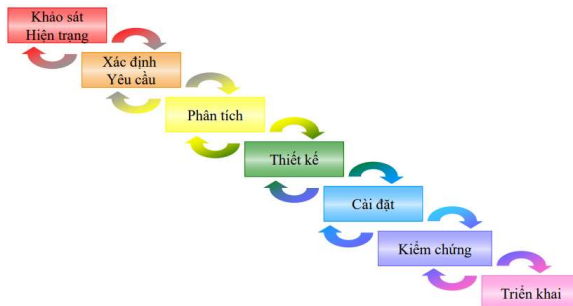 Khảo sát
Hiện trạng
Xác định
Yêu cầu
Phân tích
Thiết kế
Cài đặt
Kiểm chứng
Triển khai